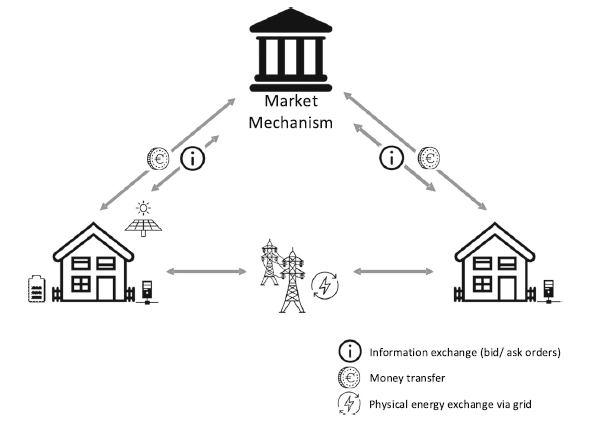 Market
Mechanism
Information exchange (bid/ ask orders)
Money transfer
Physical energy exchange via grid